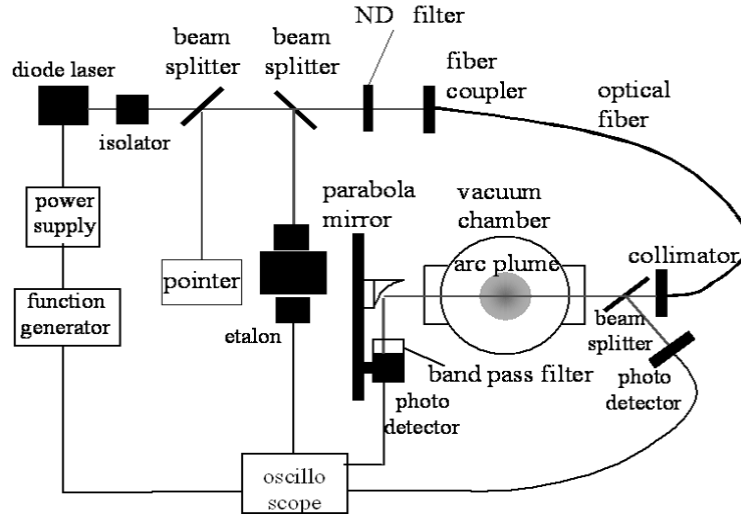 diode laser
isolator
beam
splitter
beam
splitter
ND filter
fiber
coupler
optical
fiber
power
supply
function
generator
pointer
etalon
parabola
mirror
vacuum
chamber
arc plume
collimator
beam
splitter
band pass filter
photo
detector
photo
detector
oscillo
scope